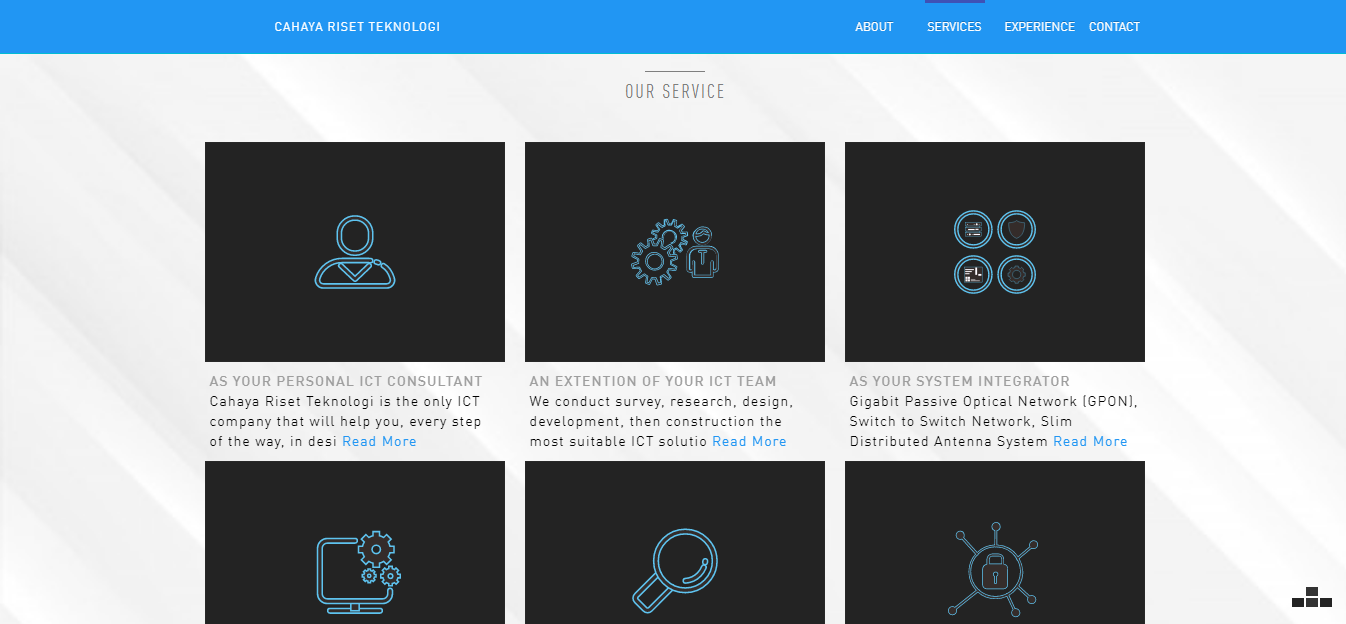 CAHAYA RISET TEKNOLOGI
ABOUT SERVICES EXPERIENCE CONTACT
OUR SERVICE
AS YOUR PERSONAL ICT CONSULTANT
Cahaya Riset Teknologi is the only ICT
company that will help you, every step
of the way, in desi Read More
AN EXTENTION OF YOUR ICT TEAM
We conduct survey, research, design,
development, then construction the
most suitable ICT solutio Read More
AS YOUR SYSTEM INTEGRATOR
Gigabit Passive Optical Network (GPON),
Switch to Switch Network, Slim
Distributed Antenna System Read More